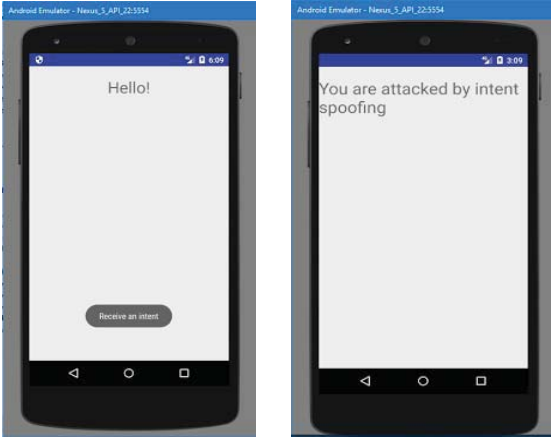 Android Emulator - Nexus_5_API_22:5554
6:09
Hello!
Receive an intent
Android Emulator - Nexus_5_API_22:5554
3:09
You are attacked by intent
spoofing